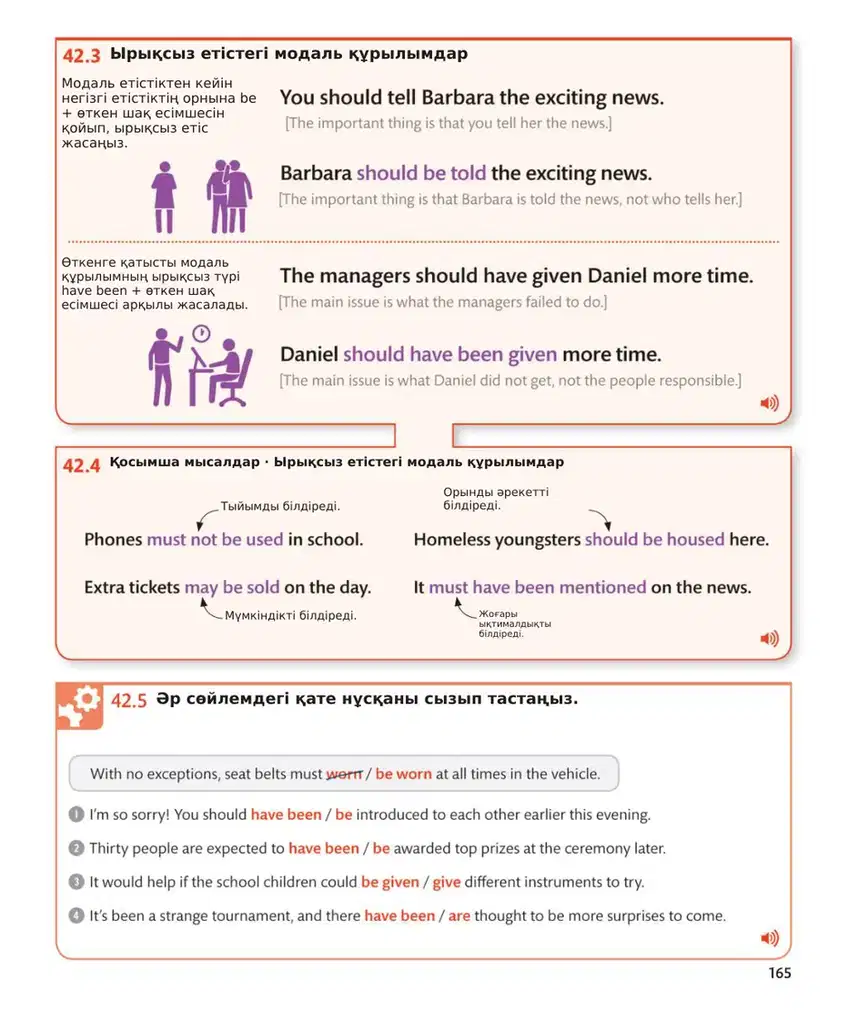 42.3 Ырықсыз етістегі модаль құрылымдар
Модаль етістіктен кейін
негізгі етістіктің орнына be
+ өткен шақ есімшесін
қойып, ырықсыз етіс
жасаңыз.
You should tell Barbara the exciting news.
[The important thing is that you tell her the news.]
Barbara should be told the exciting news.
[The important thing is that Barbara is told the news, not who tells her.]
Өткенге қатысты модаль
құрылымның ырықсыз түрі
have been + өткен шақ
есімшесі арқылы жасалады.
The managers should have given Daniel more time.
[The main issue is what the managers failed to do.]
Daniel should have been given more time.
[The main issue is what Daniel did not get, not the people responsible.]
42.4 Қосымша мысалдар · Ырықсыз етістегі модаль құрылымдар
Тыйымды білдіреді.
Phones must not be used in school.
Орынды әрекетті
білдіреді.
Homeless youngsters should be housed here.
Extra tickets may be sold on the day.
Мүмкіндікті білдіреді.
It must have been mentioned on the news.
Жоғары
ықтималдықты
білдіреді.
42.5 Әр сөйлемдегі қате нұсқаны сызып тастаңыз.
With no exceptions, seat belts must worn / be worn at all times in the vehicle.
1 I'm so sorry! You should have been / be introduced to each other earlier this evening.
2 Thirty people are expected to have been / be awarded top prizes at the ceremony later.
3 It would help if the school children could be given / give different instruments to try.
4 It's been a strange tournament, and there have been / are thought to be more surprises to come.
165